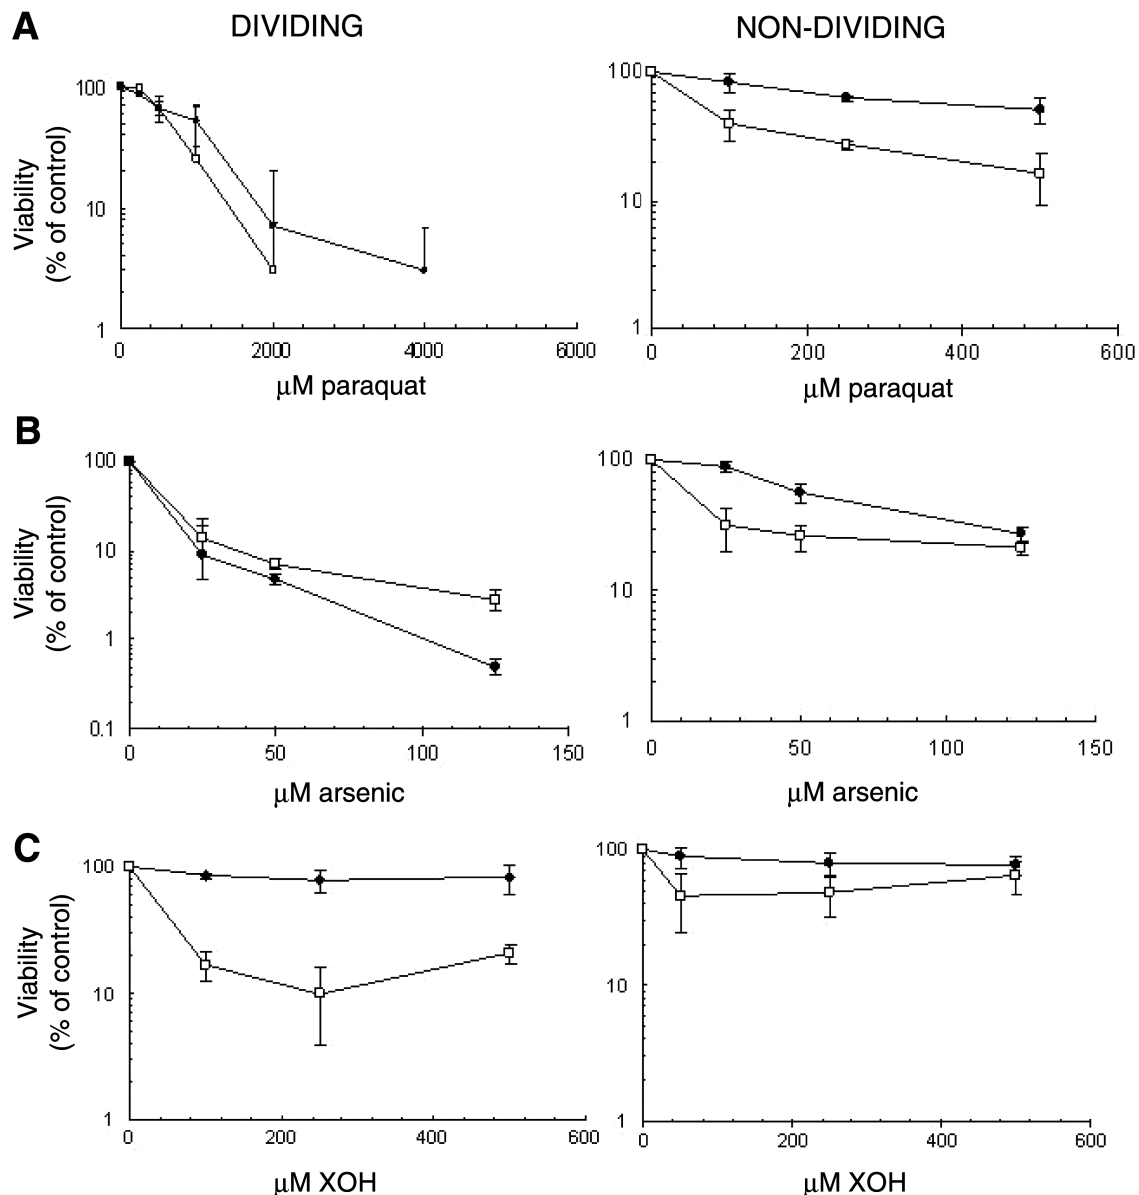 A
DIVIDING
NON-DIVIDING
Viability
(% of control)
100
10
1
0
2000
4000
6000
μM paraquat
100
10
1
0
200
400
600
μM paraquat
B
Viability
(% of control)
100
10
1
0.1
0
50
100
150
μM arsenic
100
10
1
0
50
100
150
μM arsenic
C
Viability
(% of control)
100
10
1
0
200
400
600
μM XOH
100
10
1
0
200
400
600
μM XOH